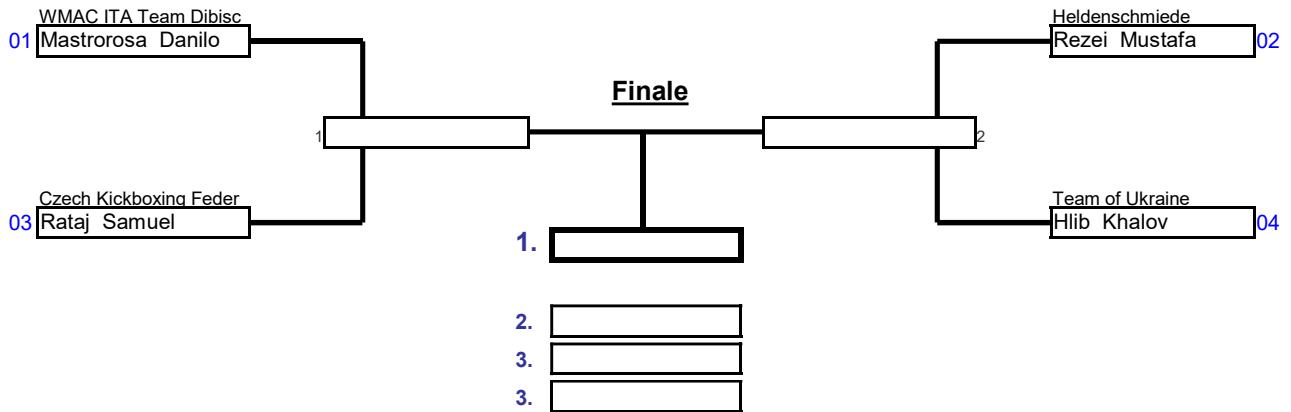 WMAC ITA Team Dibisc
01 Mastrorosa Danilo
Heldenschmiede
Rezei Mustafa 02
Finale
1
2
Czech Kickboxing Feder
03 Rataj Samuel
Team of Ukraine
Hlib Khalov 04
1.
2.
3.
3.